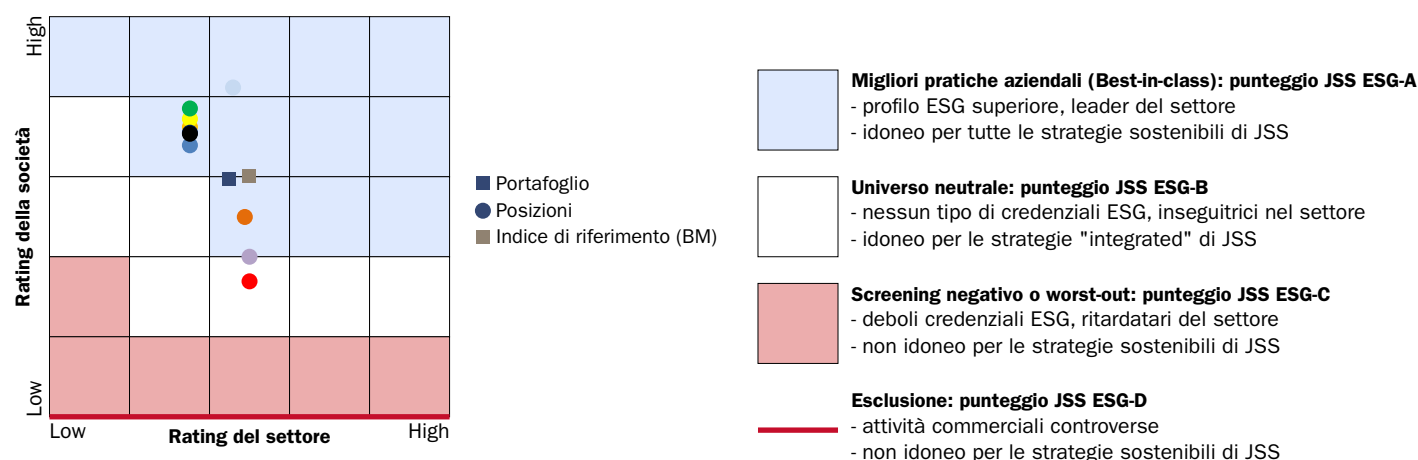 High
Rating della società
Low
Low
Rating del settore
High
Portafoglio
Posizioni
Indice di riferimento (BM)
Migliori pratiche aziendali (Best-in-class): punteggio JSS ESG-A
- profilo ESG superiore, leader del settore
- idoneo per tutte le strategie sostenibili di JSS
Universo neutrale: punteggio JSS ESG-B
- nessun tipo di credenziali ESG, inseguitrici nel settore
- idoneo per le strategie "integrated" di JSS
Screening negativo o worst-out: punteggio JSS ESG-C
- deboli credenziali ESG, ritardatari del settore
- non idoneo per le strategie sostenibili di JSS
Esclusione: punteggio JSS ESG-D
- attività commerciali controverse
- non idoneo per le strategie sostenibili di JSS